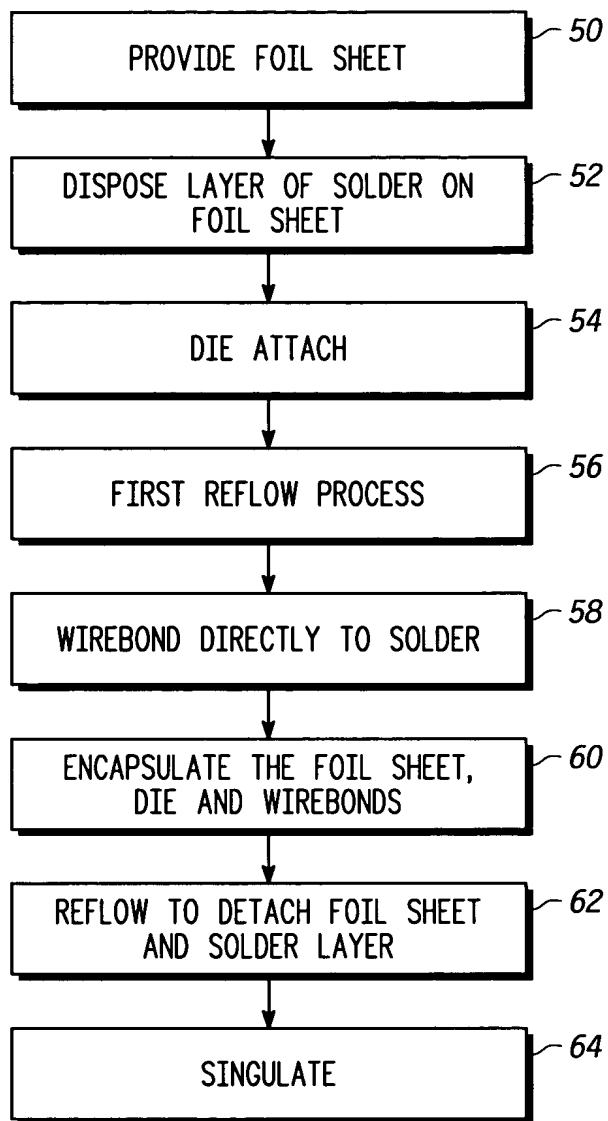 PROVIDE FOIL SHEET
50
DISPOSE LAYER OF SOLDER ON
FOIL SHEET
52
DIE ATTACH
54
FIRST REFLOW PROCESS
56
WIREBOND DIRECTLY TO SOLDER
58
ENCAPSULATE THE FOIL SHEET,
DIE AND WIREBONDS
60
REFLOW TO DETACH FOIL SHEET
AND SOLDER LAYER
62
SINGULATE
64